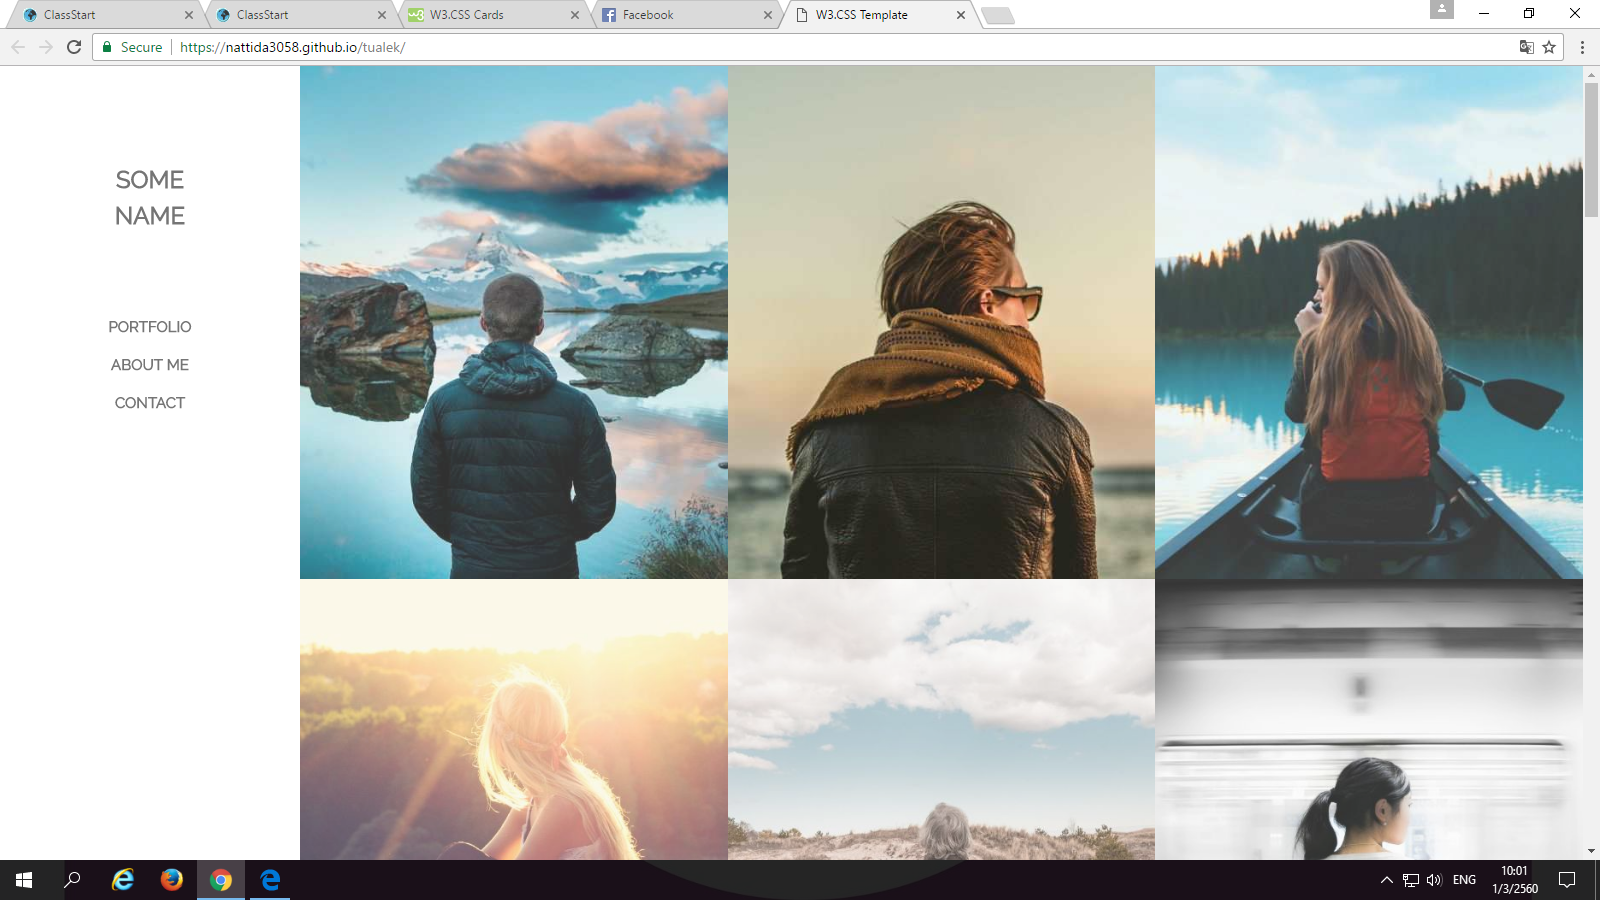 ClassStart
ClassStart
W3.CSS Cards
Facebook
W3.CSS Template
Secure
https://nattida3058.github.io/tualek/
SOME
NAME
PORTFOLIO
ABOUT ME
CONTACT
ENG
10:01
1/3/2560